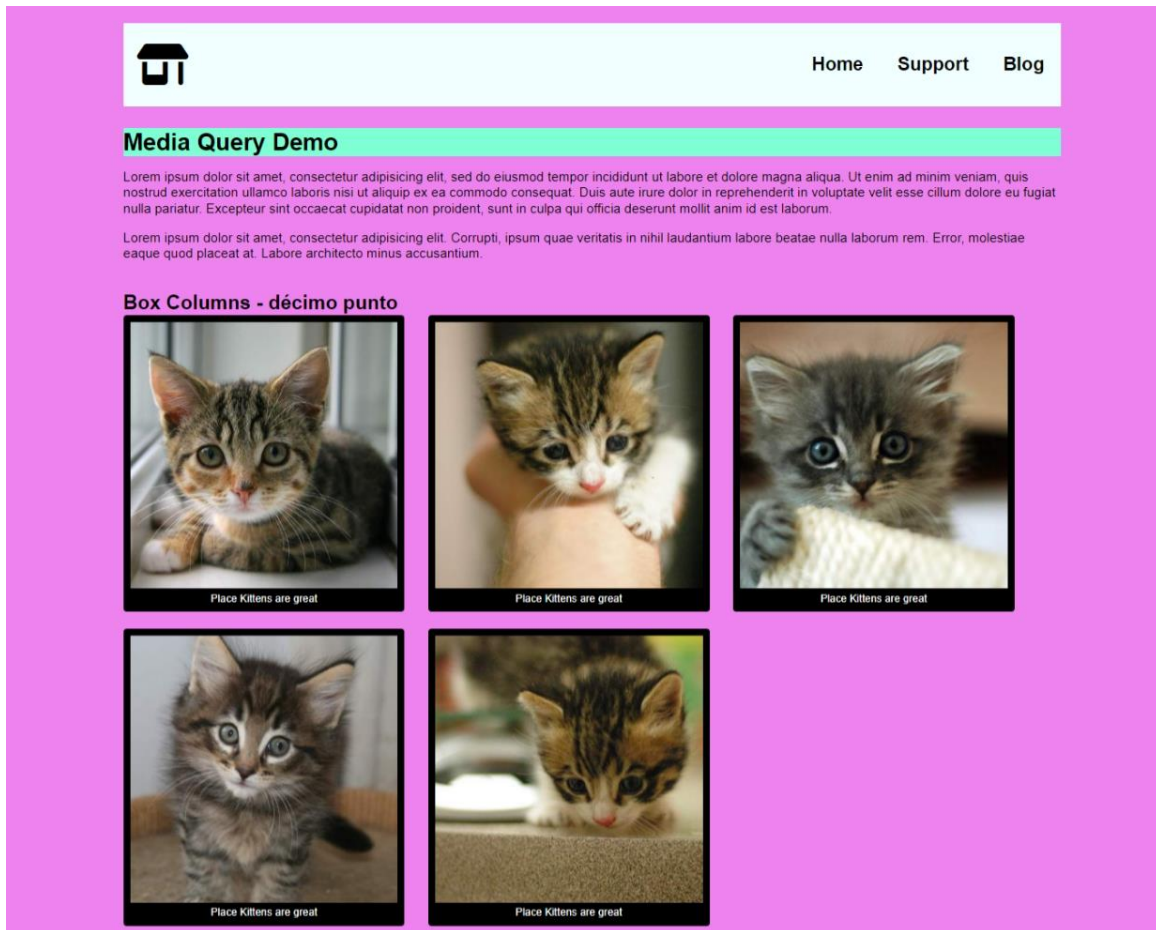 Home Support Blog
Media Query Demo
Lorem ipsum dolor sit amet, consectetur adipisicing elit, sed do eiusmod tempor incididunt ut labore et dolore magna aliqua. Ut enim ad minim veniam, quis
nostrud exercitation ullamco laboris nisi ut aliquip ex ea commodo consequat. Duis aute irure dolor in reprehenderit in voluptate velit esse cillum dolore eu fugiat
nulla pariatur. Excepteur sint occaecat cupidatat non proident, sunt in culpa qui officia deserunt mollit anim id est laborum.
Lorem ipsum dolor sit amet, consectetur adipisicing elit. Corrupti, ipsum quae veritatis in nihil laudantium labore beatae nulla laborum rem. Error, molestiae
eaque quod placeat at. Labore architecto minus accusantium.
Box Columns - décimo punto
Place Kittens are great
Place Kittens are great
Place Kittens are great
Place Kittens are great
Place Kittens are great